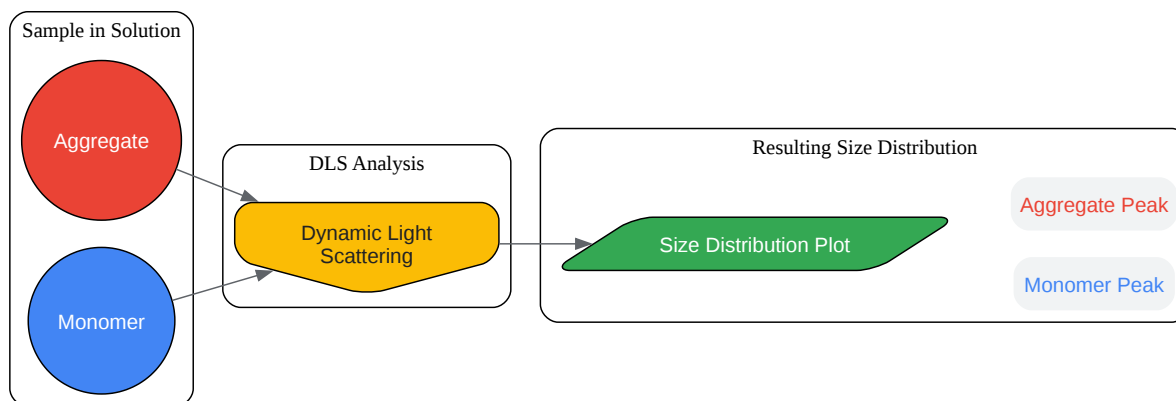 Sample in Solution
Aggregate
Monomer
DLS Analysis
Dynamic Light
Scattering
Resulting Size Distribution
Size Distribution Plot
Aggregate Peak
Monomer Peak